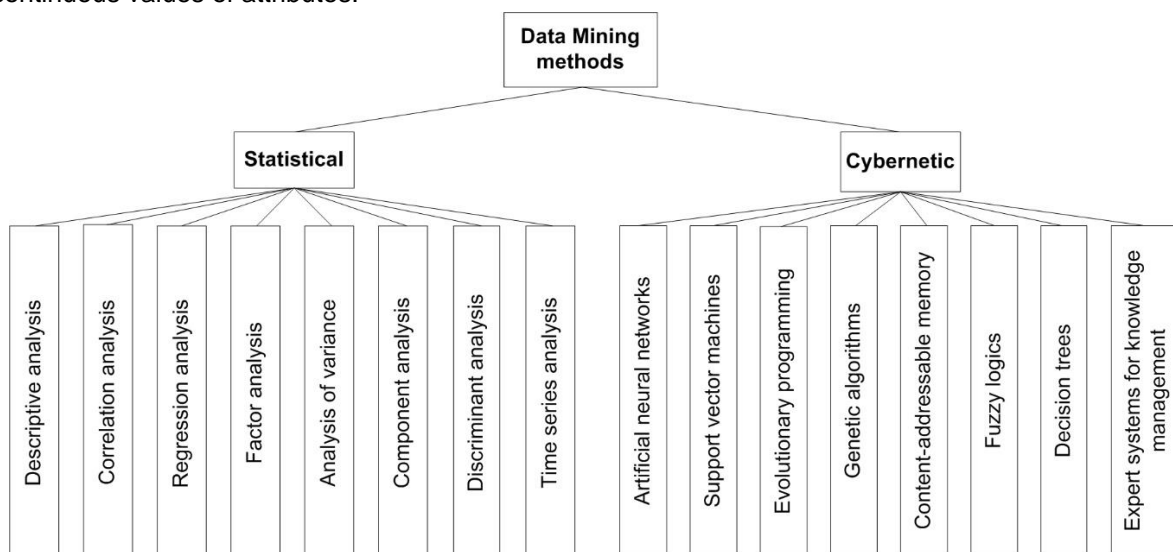 continuous values of attributes.
Data Mining
methods
Statistical
Cybernetic
Descriptive analysis
Correlation analysis
Regression analysis
Factor analysis
Analysis of variance
Component analysis
Discriminant analysis
Time series analysis
Artificial neural networks
Support vector machines
Evolutionary programming
Genetic algorithms
Content-addressable memory
Fuzzy logics
Decision trees
Expert systems for knowledge
management